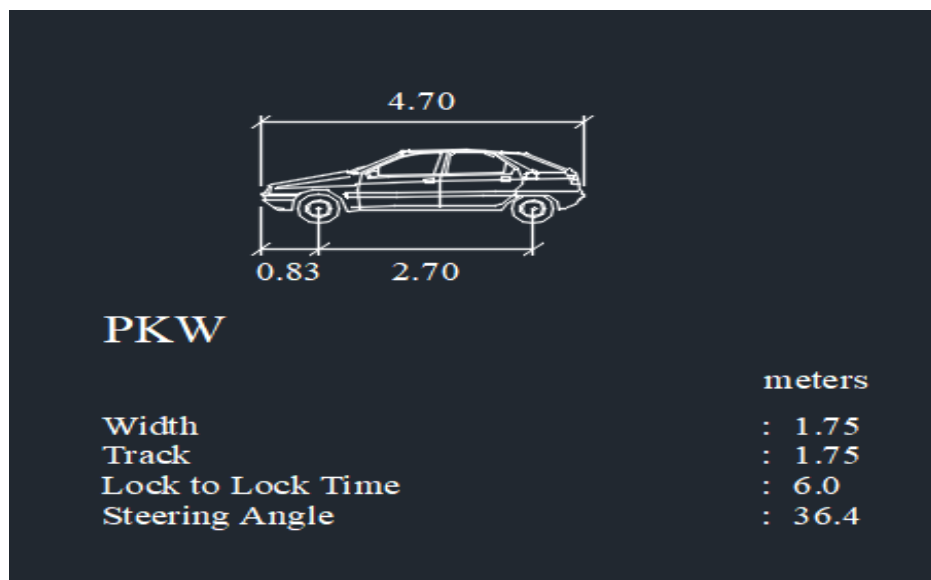 4.70
0.83 2.70
PKW
meters
Width : 1.75
Track : 1.75
Lock to Lock Time : 6.0
Steering Angle : 36.4